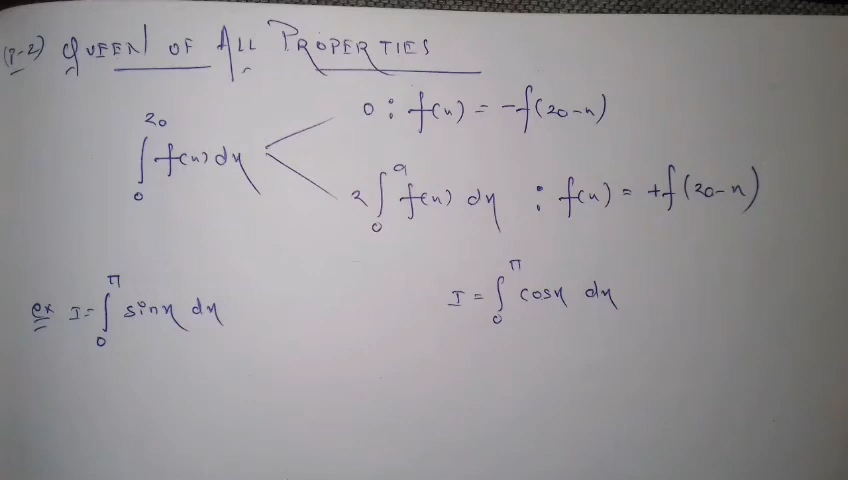 (P-2) QUEEN OF ALL PROPERTIES
∫₀²ᵃ f(x) dx
0 : f(x) = -f(2a-x)
2∫₀ᵃ f(x) dx : f(x) = +f(2a-x)
ex I = ∫₀^π sinx dx
I = ∫₀^π cosx dx